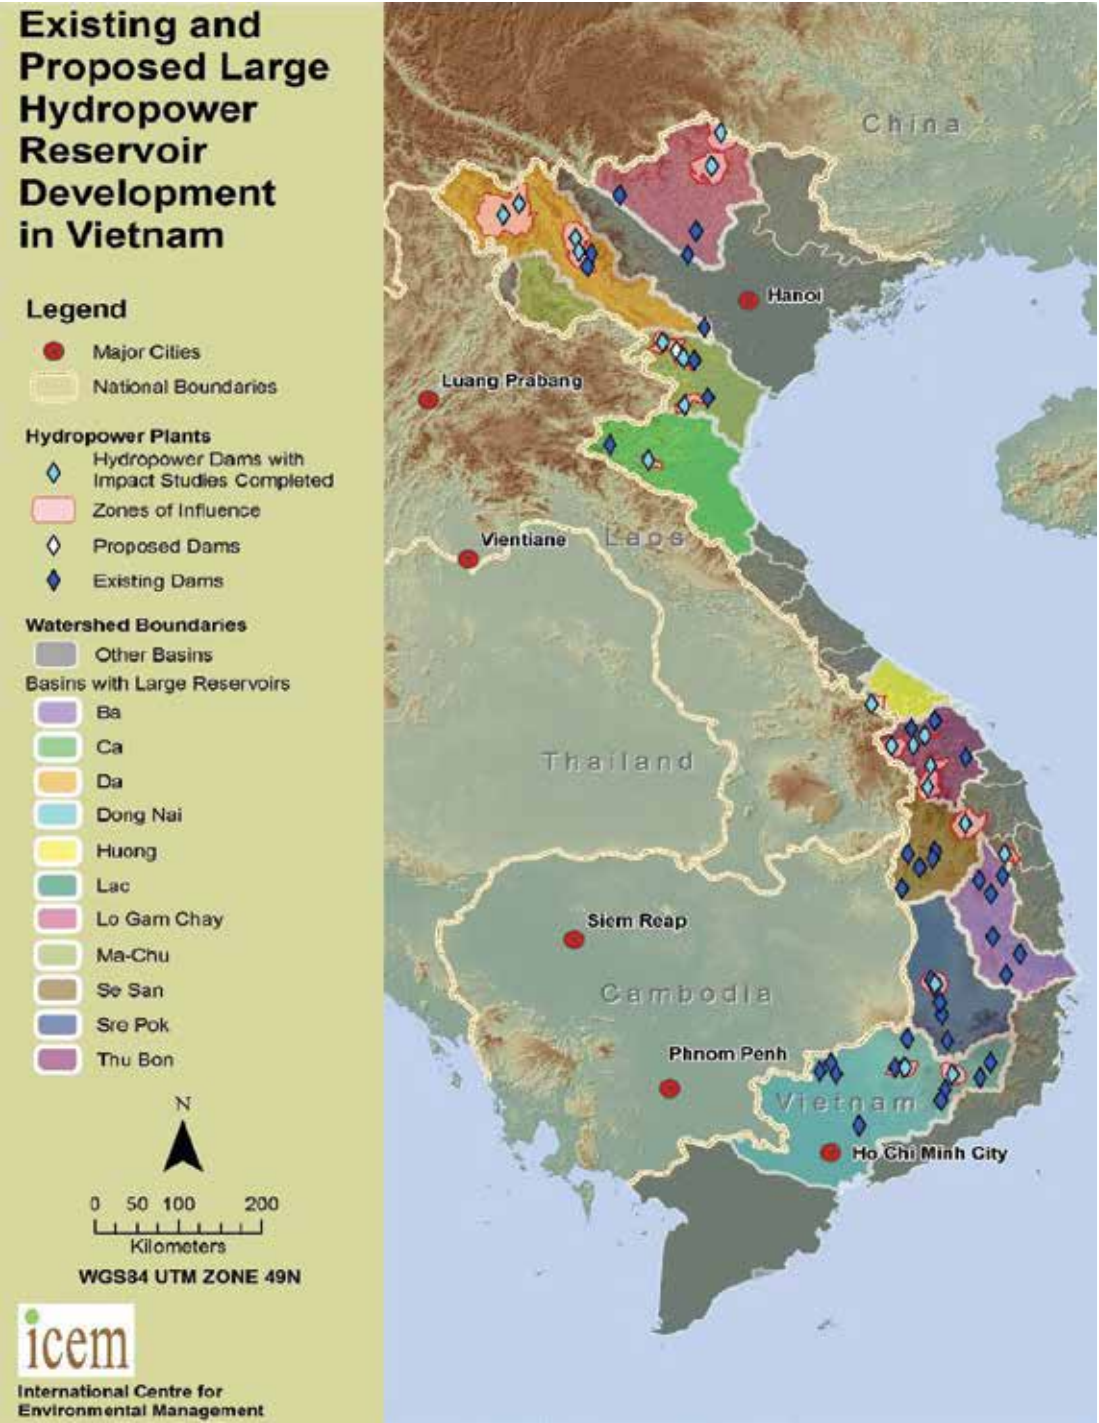 Existing and
Proposed Large
Hydropower
Reservoir
Development
in Vietnam
Legend
Major Cities
National Boundaries
Hydropower Plants
Hydropower Dams with
Impact Studies Completed
Zones of Influence
Proposed Dams
Existing Dams
Watershed Boundaries
Other Basins
Basins with Large Reservoirs
Ba
Ca
Da
Dong Nai
Huong
Lac
Lo Gam Chay
Ma-Chu
Se San
Sre Pok
Thu Bon
N
0 50 100 200
Kilometers
WGS84 UTM ZONE 49N
icem
International Centre for
Environmental Management
China
Hanoi
Luang Prabang
Vientiane
Laos
Thailand
Siem Reap
Cambodia
Phnom Penh
Vietnam
Ho Chi Minh City